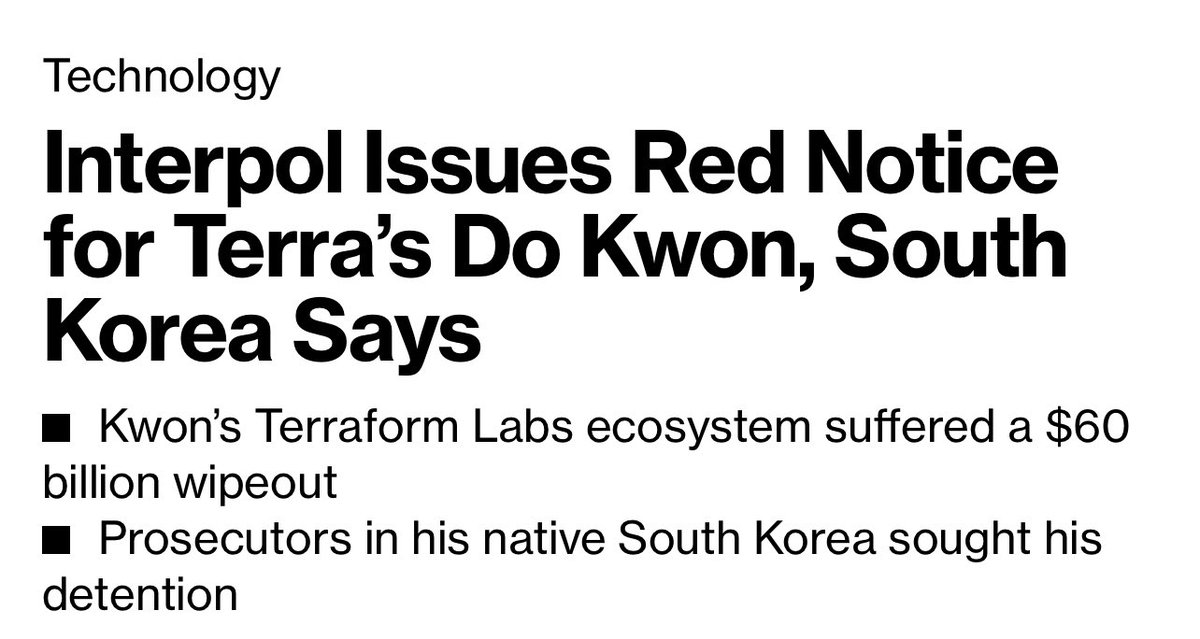 Technology
Interpol Issues Red Notice
for Terra’s Do Kwon, South
Korea Says
■ Kwon’s Terraform Labs ecosystem suffered a $60
billion wipeout
■ Prosecutors in his native South Korea sought his
detention